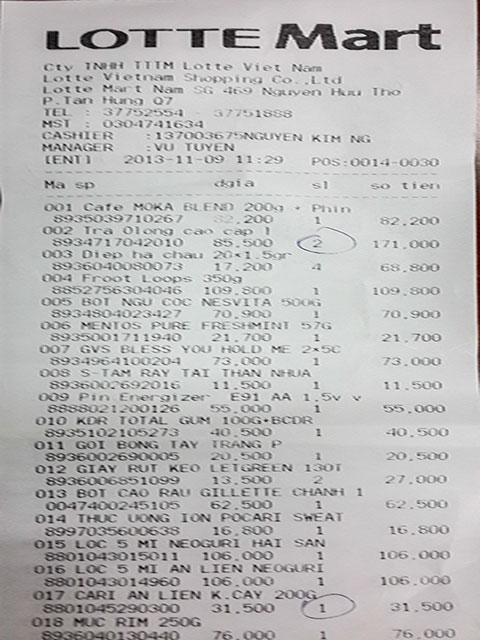 LOTTE Mart
Cty TNHH TTTM Lotte Viet Nam
Lotte Vietnam Shopping Co.,Ltd
Lotte Mart Nam SG 469 Nguyen Huu Tho
P.Tan Hung Q7
TEL : 37752554 37751888
MST : 0304741634
CASHIER :137003675NGUYEN KIM NG
MANAGER :VU TUYEN
[ENT] 2013-11-09 11:29 POS:0014-0030
Ma sp dgia sl so tien
001 Cafe MOKA BLEND 200g + Phin
8935039710267 82,200 1 82,200
002 Tra Olong cao cap 1
8934717042010 85,500 2 171,000
003 Diep ha chau 20*1.5gr
8936040080073 17,200 4 68,800
004 Froot Loops 350g
8852756304046 109,800 1 109,800
005 BOT NGU COC NESVITA 500G
8934804023427 70,900 1 70,900
006 MENTOS PURE FRESHMINT 57G
8935001711940 21,700 1 21,700
007 GVS BLESS YOU HOLD ME 2*5C
8934964100204 73,000 1 73,000
008 S-TAM RAY TAI THAN NHUA
8936002692016 11,500 1 11,500
009 Pin Energizer E91 AA 1.5v v
8888021200126 55,000 1 55,000
010 KDR TOTAL GUM 100G+BCDR
8935102105273 40,500 1 40,500
011 GOI BONG TAY TRANG P
8936002690005 20,500 1 20,500
012 GIAY RUT KEO LETGREEN 130T
8936006851099 13,500 2 27,000
013 BOT CAO RAU GILLETTE CHANH 1
0047400245105 62,500 1 62,500
014 THUC UONG ION POCARI SWEAT
8997035600638 16,800 1 16,800
015 LOC 5 MI NEOGURI HAI SAN
8801043015011 106,000 1 106,000
016 LOC 5 MI AN LIEN NEOGURI
8801043014960 106,000 1 106,000
017 CARI AN LIEN K.CAY 200G
8801045290300 31,500 1 31,500
018 MUC RIM 250G
8936040130440 76,000 1 76,000